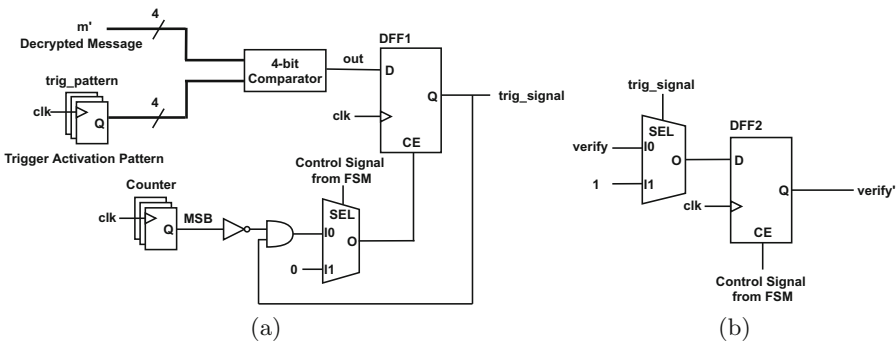 m'
Decrypted Message
4
trig_pattern
clk
Q
4
Trigger Activation Pattern
4-bit
Comparator
out
DFF1
D
Q
clk
CE
trig_signal
Control Signal
from FSM
Counter
clk
Q
MSB
SEL
I0
O
0
I1
(a)
trig_signal
SEL
verify
I0
O
1
I1
DFF2
D
Q
clk
CE
verify'
Control Signal
from FSM
(b)